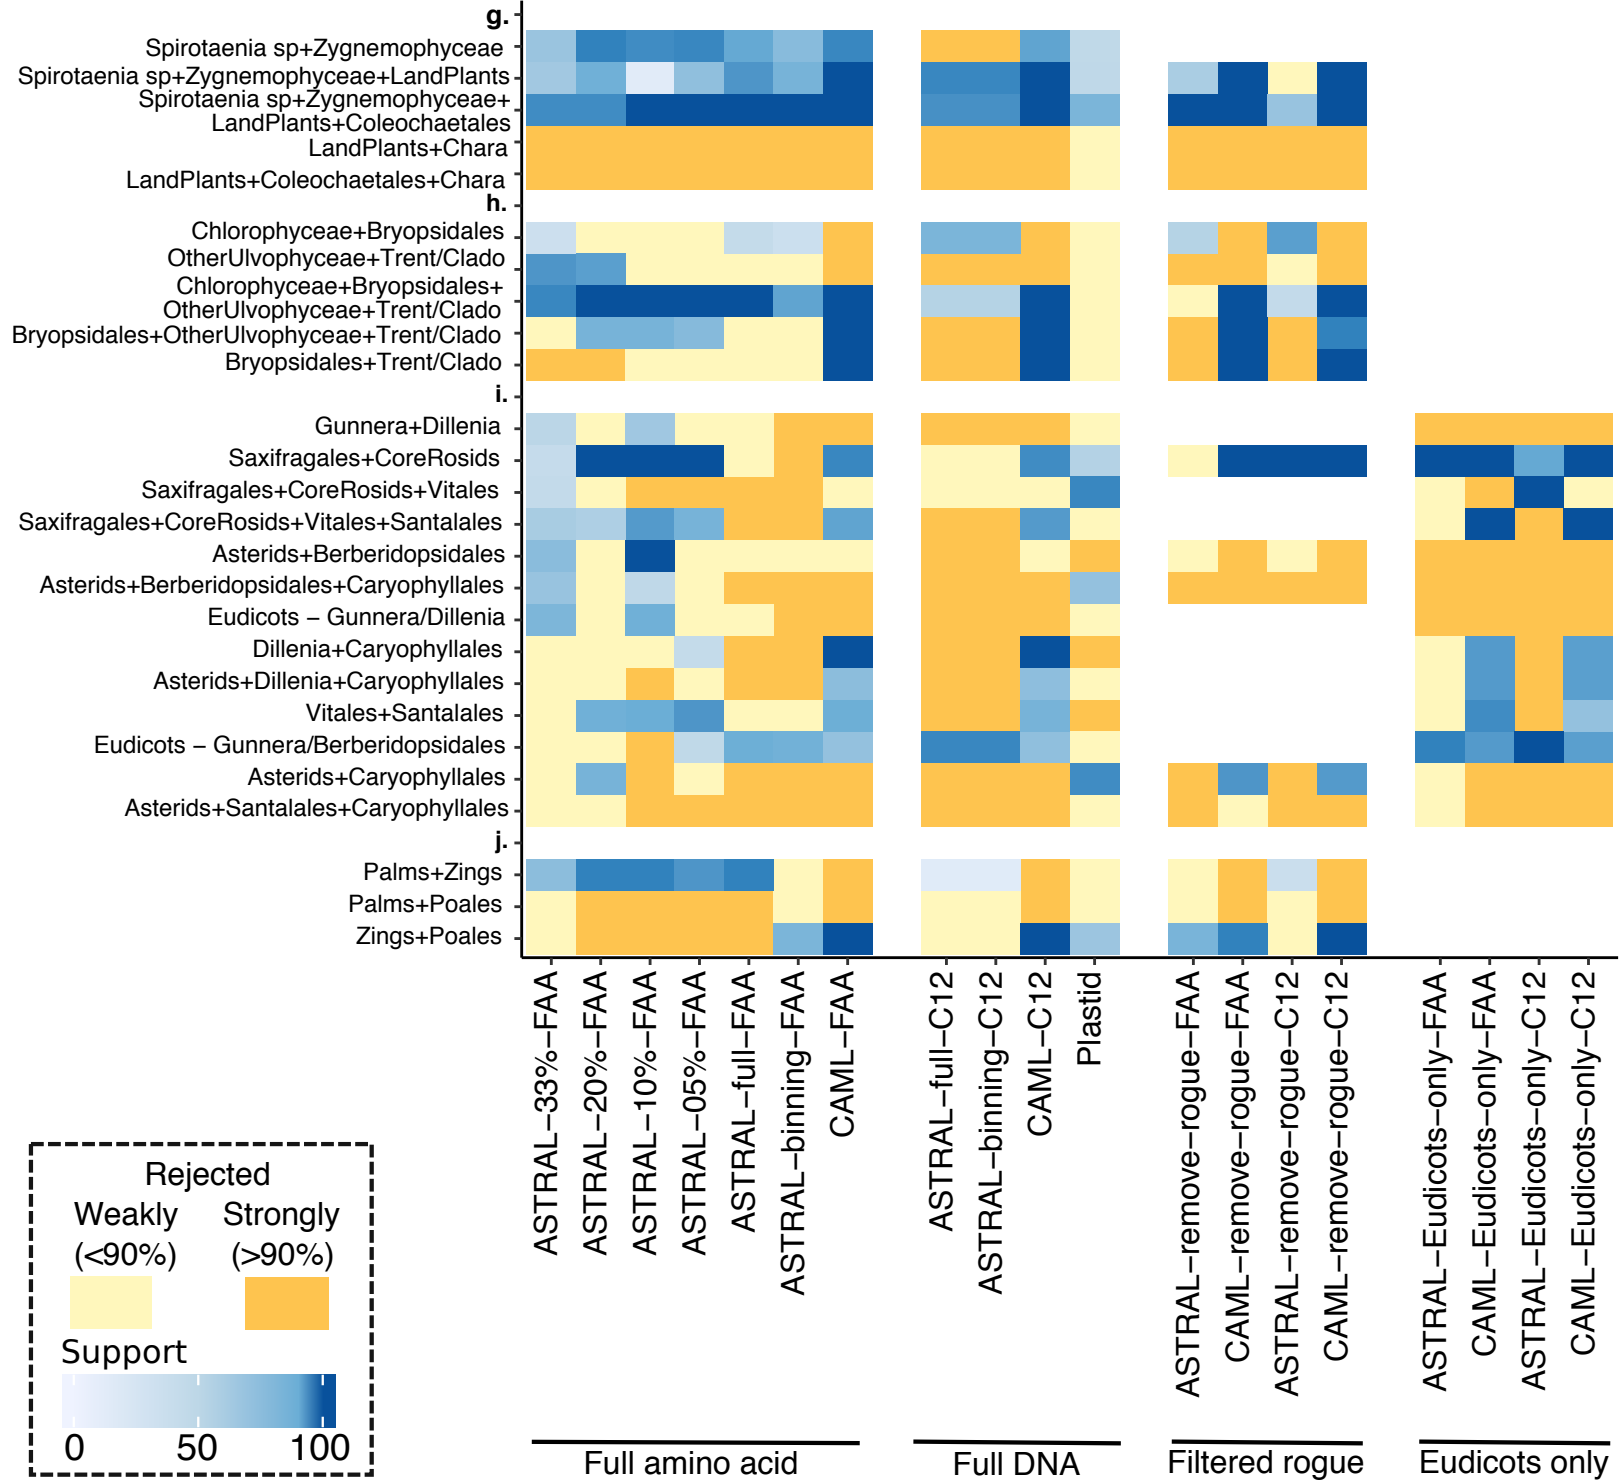 g.
Spirotaenia sp+Zygnemophyceae
Spirotaenia sp+Zygnemophyceae+LandPlants
Spirotaenia sp+Zygnemophyceae+
LandPlants+Coleochaetales
LandPlants+Chara
LandPlants+Coleochaetales+Chara
h.
Chlorophyceae+Bryopsidales
OtherUlvophyceae+Trent/Clado
Chlorophyceae+Bryopsidales+
OtherUlvophyceae+Trent/Clado
Bryopsidales+OtherUlvophyceae+Trent/Clado
Bryopsidales+Trent/Clado
i.
Gunnera+Dillenia
Saxifragales+CoreRosids
Saxifragales+CoreRosids+Vitales
Saxifragales+CoreRosids+Vitales+Santalales
Asterids+Berberidopsidales
Asterids+Berberidopsidales+Caryophyllales
Eudicots − Gunnera/Dillenia
Dillenia+Caryophyllales
Asterids+Dillenia+Caryophyllales
Vitales+Santalales
Eudicots − Gunnera/Berberidopsidales
Asterids+Caryophyllales
Asterids+Santalales+Caryophyllales
j.
Palms+Zings
Palms+Poales
Zings+Poales
ASTRAL−33%−FAA
ASTRAL−20%−FAA
ASTRAL−10%−FAA
ASTRAL−05%−FAA
ASTRAL−full−FAA
ASTRAL−binning−FAA
CAML−FAA
ASTRAL−full−C12
ASTRAL−binning−C12
CAML−C12
Plastid
ASTRAL−remove−rogue−FAA
CAML−remove−rogue−FAA
ASTRAL−remove−rogue−C12
CAML−remove−rogue−C12
ASTRAL−Eudicots−only−FAA
CAML−Eudicots−only−FAA
ASTRAL−Eudicots−only−C12
CAML−Eudicots−only−C12
Full amino acid
Full DNA
Filtered rogue
Eudicots only
Rejected
Weakly Strongly
(<90%) (>90%)
Support
0 50 100